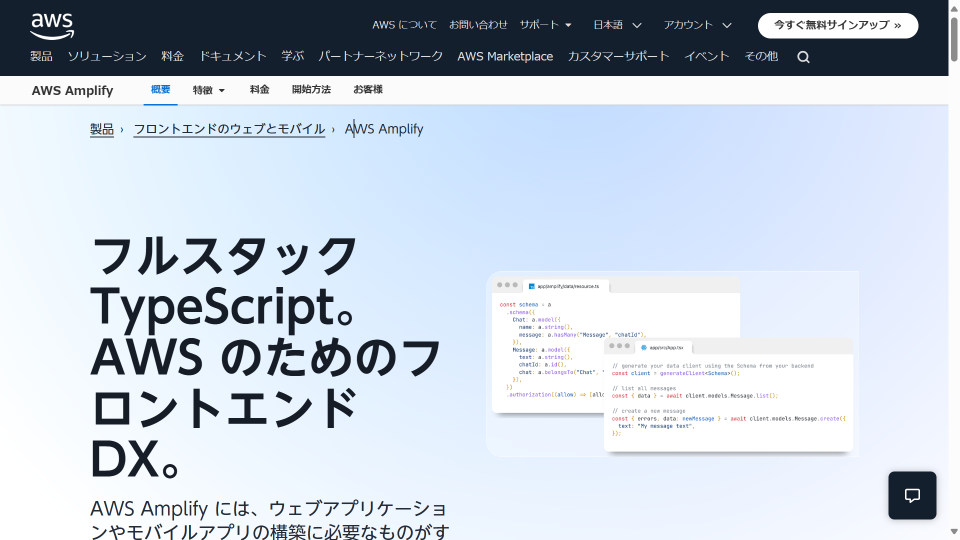 aws
AWS について お問い合わせ サポート 日本語 アカウント 今すぐ無料サインアップ »
製品 ソリューション 料金 ドキュメント 学ぶ パートナーネットワーク AWS Marketplace カスタマーサポート イベント その他
AWS Amplify 概要 特徴 料金 開始方法 お客様
製品 › フロントエンドのウェブとモバイル › AWS Amplify
フルスタック
TypeScript。
AWS のためのフ
ロントエンド
DX。
AWS Amplify には、ウェブアプリケーショ
ンやモバイルアプリの構築に必要なものがす
app/amplify/data/resource.ts
const schema = a
.schema({
Chat: a.model({
name: a.string(),
message: a.hasMany("Message", "chatId"),
}),
Message: a.model({
text: a.string(),
chatId: a.id(),
chat: a.belongsTo("Chat", "
}),
})
.authorization((allow) => [allo
// generate your data client using the Schema from your backend
const client = generateClient<Schema>();
// list all messages
const { data } = await client.models.Message.list();
// create a new message
const { errors, data: newMessage } = await client.models.Message.create({
text: "My message text",
});